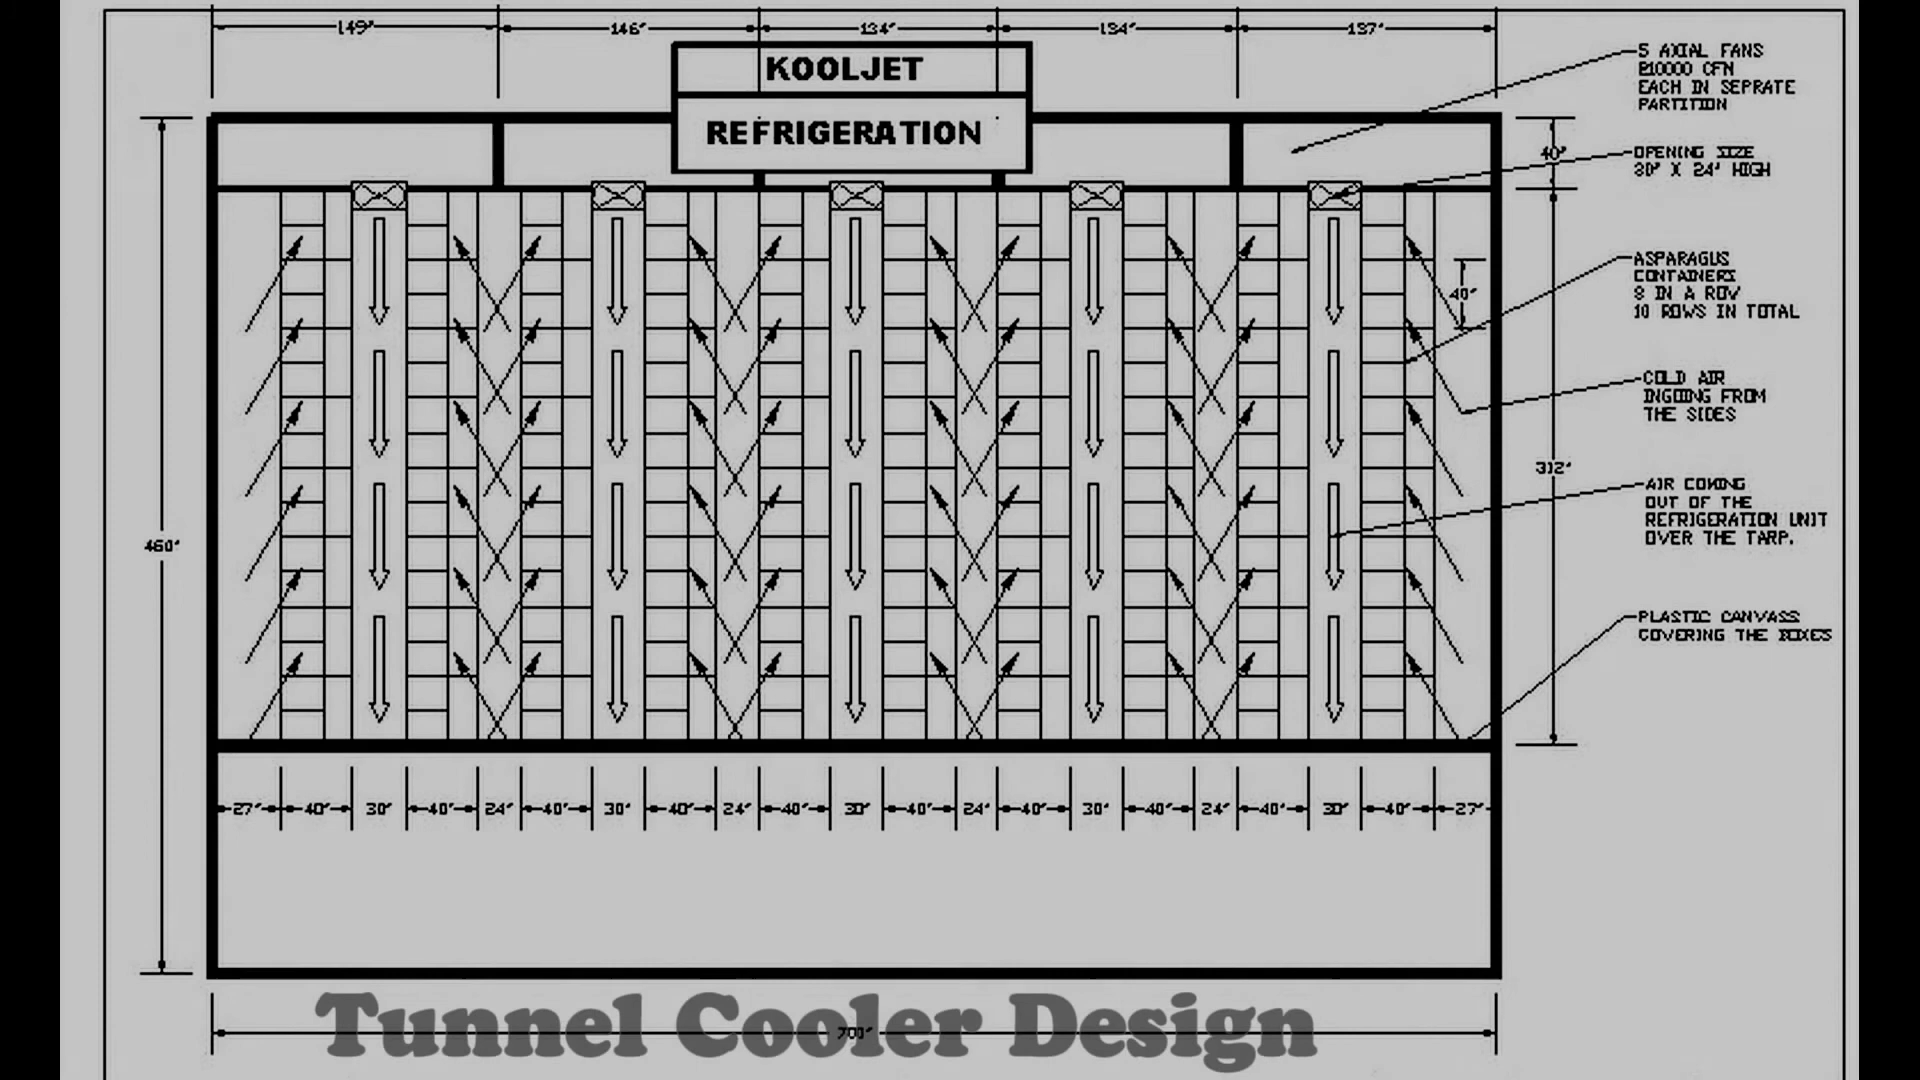 149" 146" 134" 134" 137"
KOOLJET
REFRIGERATION
5 AXIAL FANS
@10000 CFM
EACH IN SEPRATE
PARTITION
40"
OPENING SIZE
30" X 24" HIGH
ASPARAGUS
CONTAINERS
8 IN A ROW
10 ROWS IN TOTAL
40"
COLD AIR
INGOING FROM
THE SIDES
312"
AIR COMING
OUT OF THE
REFRIGERATION UNIT
OVER THE TARP.
460"
PLASTIC CANVASS
COVERING THE BOXES
27" 40" 30" 40" 24" 40" 30" 40" 24" 40" 30" 40" 24" 40" 30" 40" 24" 40" 30" 40" 27"
700"
Tunnel Cooler Design